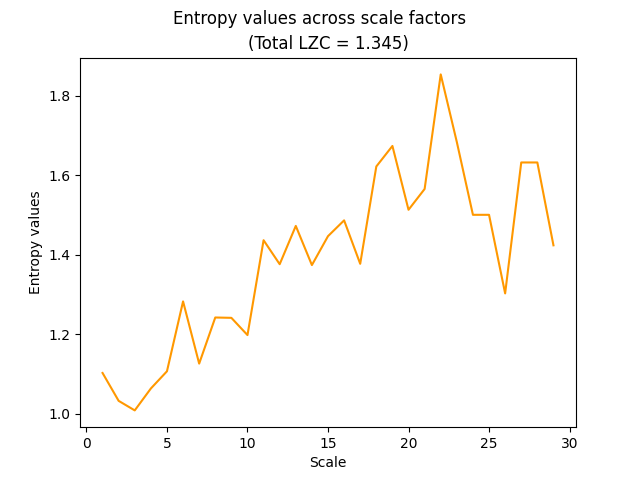 Entropy values across scale factors
(Total LZC = 1.345)
1.8
1.6
1.4
1.2
1.0
Entropy values
0 5 10 15 20 25 30
Scale